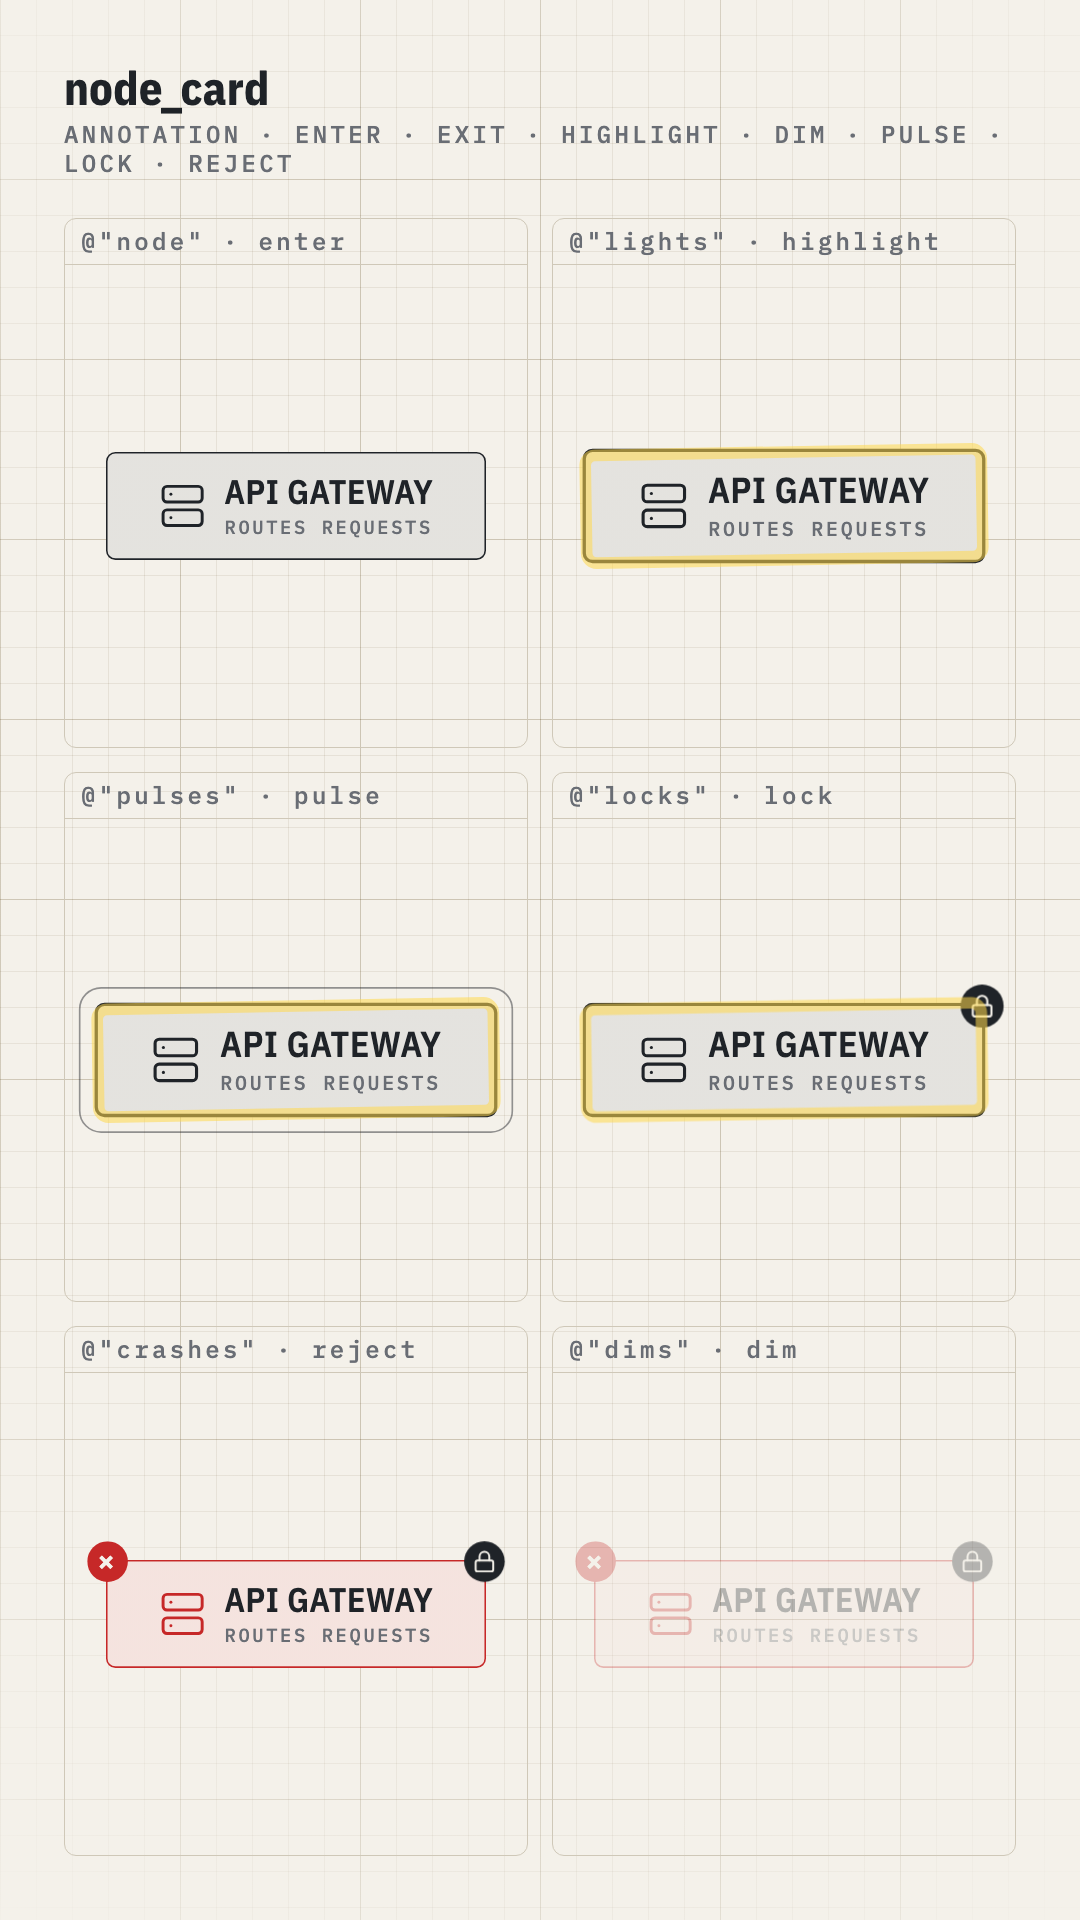 node_card
ANNOTATION · ENTER · EXIT · HIGHLIGHT · DIM · PULSE ·
LOCK · REJECT
@"node" · enter
API GATEWAY
ROUTES REQUESTS
@"lights" · highlight
API GATEWAY
ROUTES REQUESTS
@"pulses" · pulse
API GATEWAY
ROUTES REQUESTS
@"locks" · lock
API GATEWAY
ROUTES REQUESTS
@"crashes" · reject
API GATEWAY
ROUTES REQUESTS
@"dims" · dim
API GATEWAY
ROUTES REQUESTS